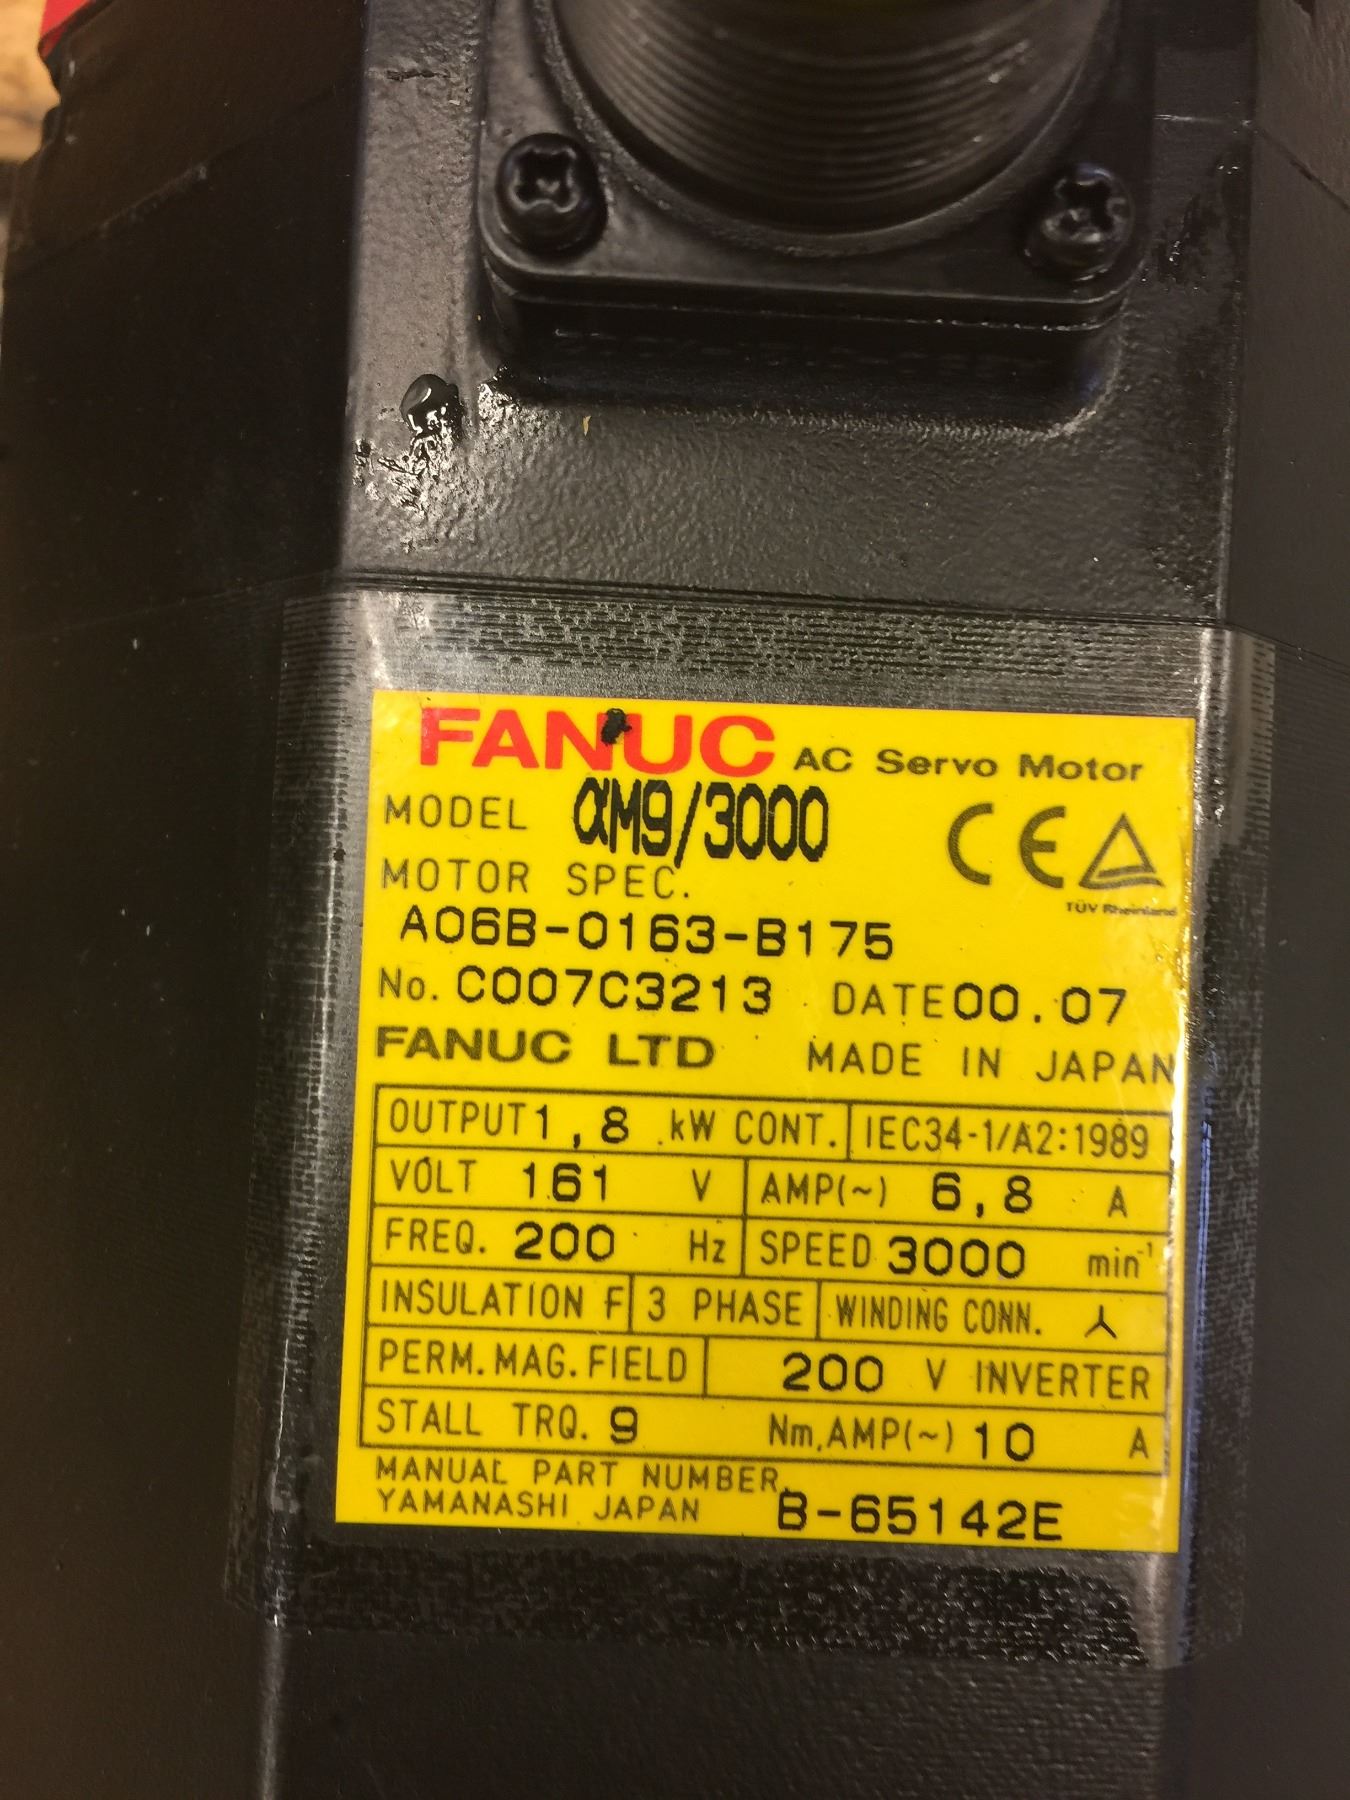 FANUC AC Servo Motor
MODEL αM9/3000
CE
TÜV Rheinland
MOTOR SPEC.
A06B-0163-B175
No. C007C3213 DATE 00.07
FANUC LTD MADE IN JAPAN
OUTPUT 1,8 kW CONT. IEC34-1/A2:1989
VOLT 161 V AMP(~) 6,8 A
FREQ. 200 Hz SPEED 3000 min⁻¹
INSULATION F 3 PHASE WINDING CONN. ⅄
PERM.MAG.FIELD 200 V INVERTER
STALL TRQ. 9 Nm,AMP(~) 10 A
MANUAL PART NUMBER.
YAMANASHI JAPAN B-65142E